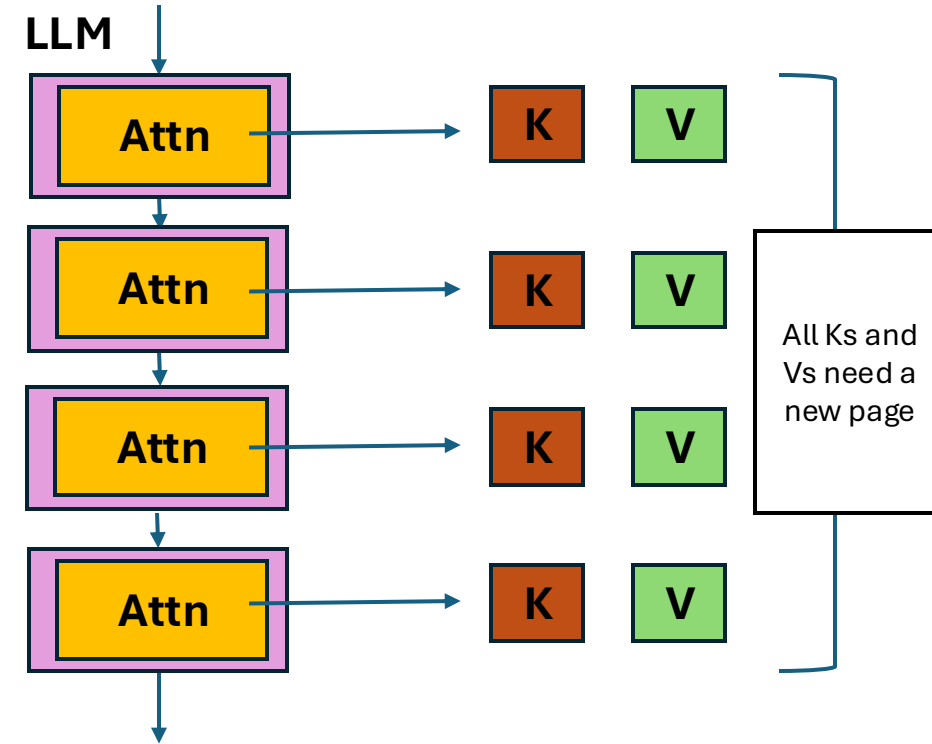 LLM
Attn
K
V
Attn
K
V
All Ks and
Vs need a
new page
Attn
K
V
Attn
K
V